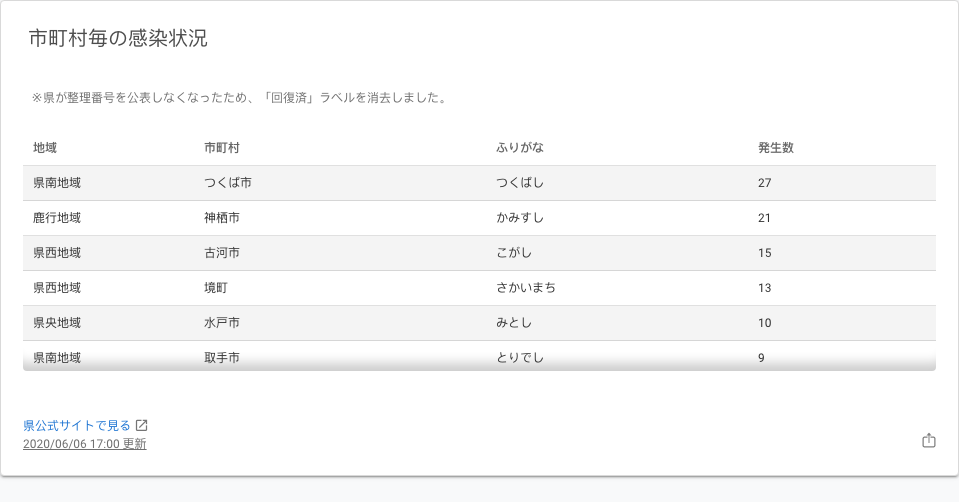 市町村毎の感染状況
※県が整理番号を公表しなくなったため、「回復済」ラベルを消去しました。
地域 市町村 ふりがな 発生数
県南地域 つくば市 つくばし 27
鹿行地域 神栖市 かみすし 21
県西地域 古河市 こがし 15
県西地域 境町 さかいまち 13
県央地域 水戸市 みとし 10
県南地域 取手市 とりでし 9
県公式サイトで見る
2020/06/06 17:00 更新